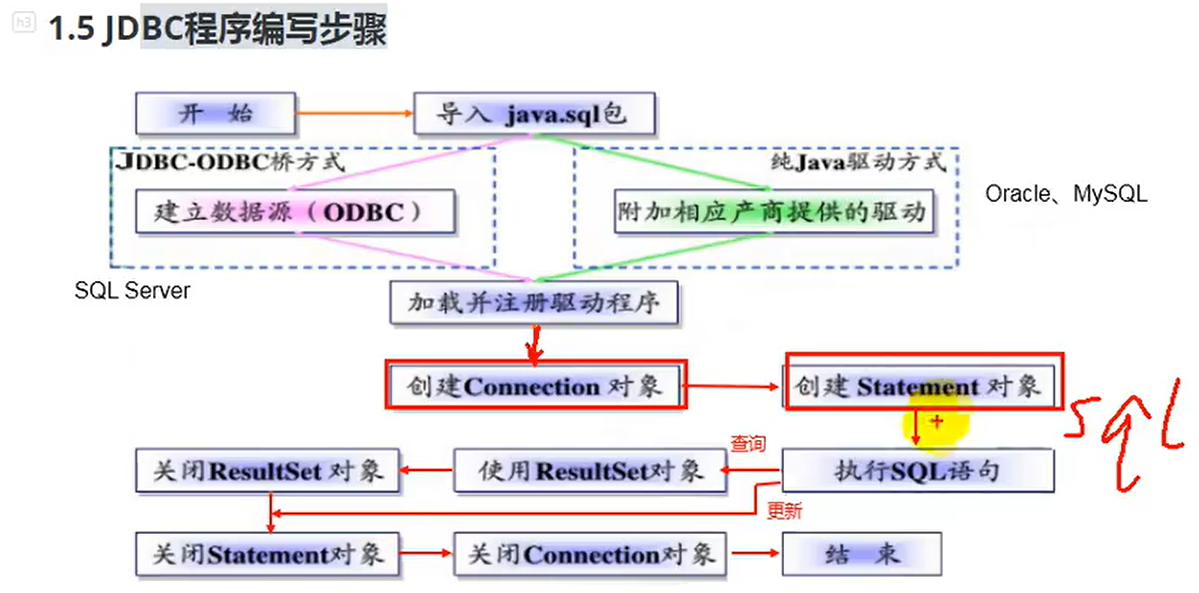 h3
1.5 JDBC程序编写步骤
开 始
导入 java.sql包
JDBC-ODBC桥方式
纯Java驱动方式
建立数据源（ODBC）
附加相应产商提供的驱动
Oracle、MySQL
SQL Server
加载并注册驱动程序
创建Connection 对象
创建 Statement 对象
sql
查询
关闭ResultSet 对象
使用ResultSet对象
执行SQL语句
更新
关闭Statement对象
关闭Connection对象
结 束